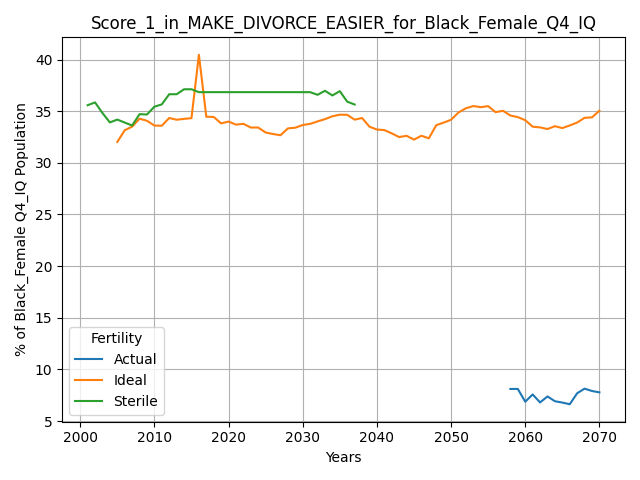 Score_1_in_MAKE_DIVORCE_EASIER_for_Black_Female_Q4_IQ
% of Black_Female Q4_IQ Population
40
35
30
25
20
15
10
5
Fertility
Actual
Ideal
Sterile
2000 2010 2020 2030 2040 2050 2060 2070
Years